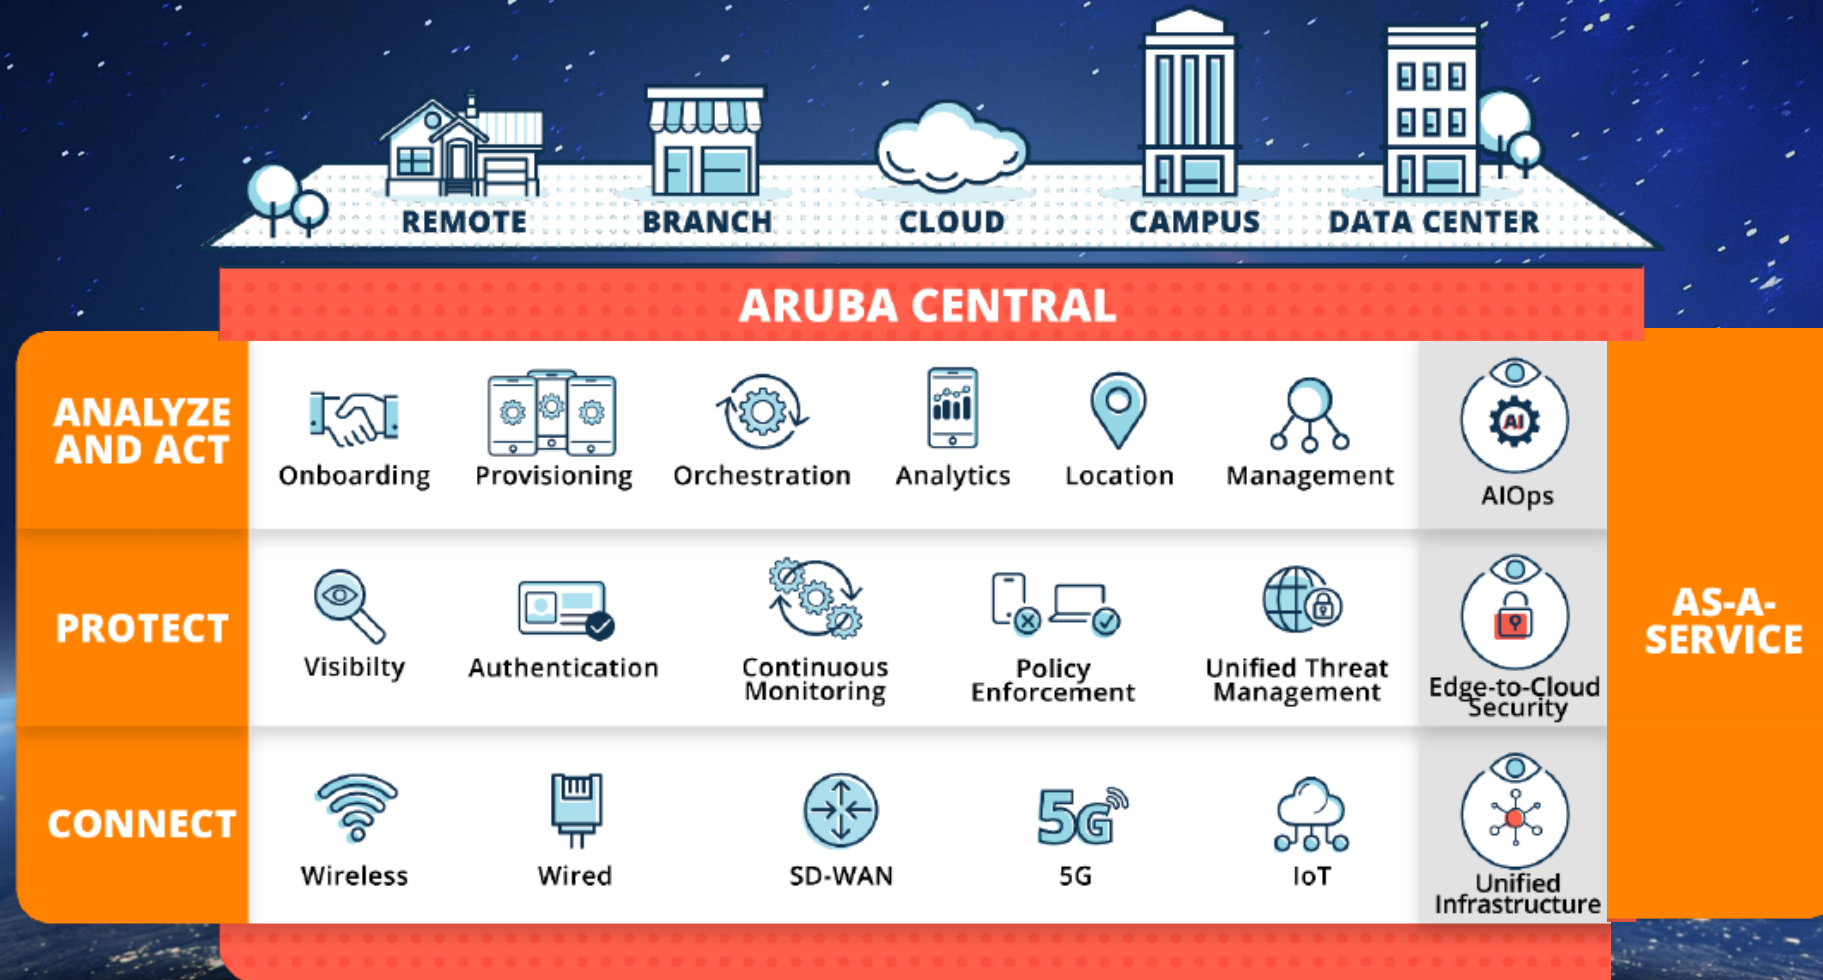 REMOTE
BRANCH
CLOUD
CAMPUS
DATA CENTER
ARUBA CENTRAL
ANALYZE
AND ACT
Onboarding
Provisioning
Orchestration
Analytics
Location
Management
AI
AIOps
PROTECT
Visibilty
Authentication
Continuous
Monitoring
Policy
Enforcement
Unified Threat
Management
Edge-to-Cloud
Security
AS-A-
SERVICE
CONNECT
Wireless
Wired
SD-WAN
5G
5G
IoT
Unified
Infrastructure